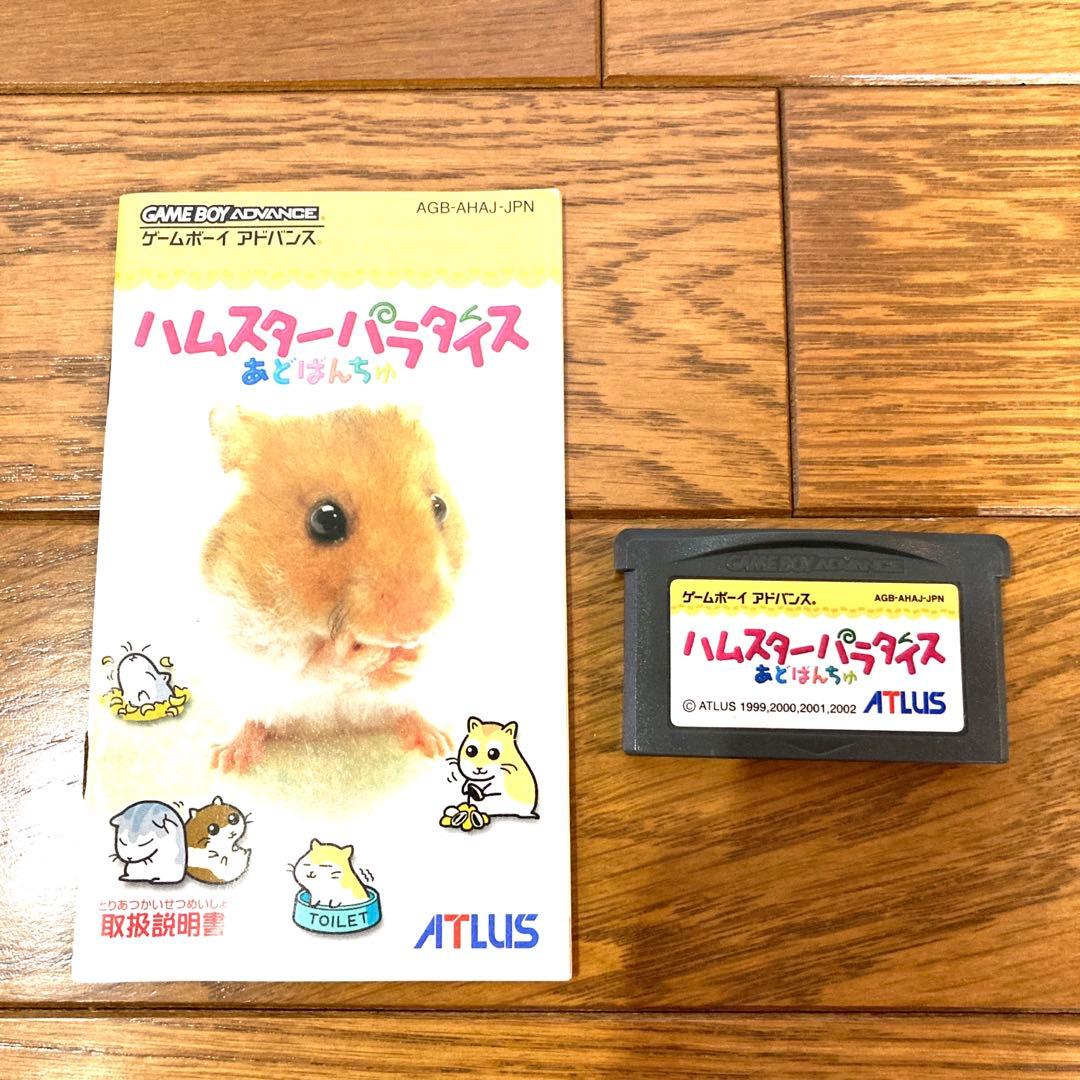 GAME BOY ADVANCE
AGB-AHAJ-JPN
ゲームボーイ アドバンス®
ハムスターパラダイス
あどばんちゅ
TOILET
とりあつかいせつめいしょ
取扱説明書
ATLUS
GAME BOY ADVANCE
ゲームボーイ アドバンス®
AGB-AHAJ-JPN
ハムスターパラダイス
あどばんちゅ
© ATLUS 1999,2000,2001,2002
ATLUS